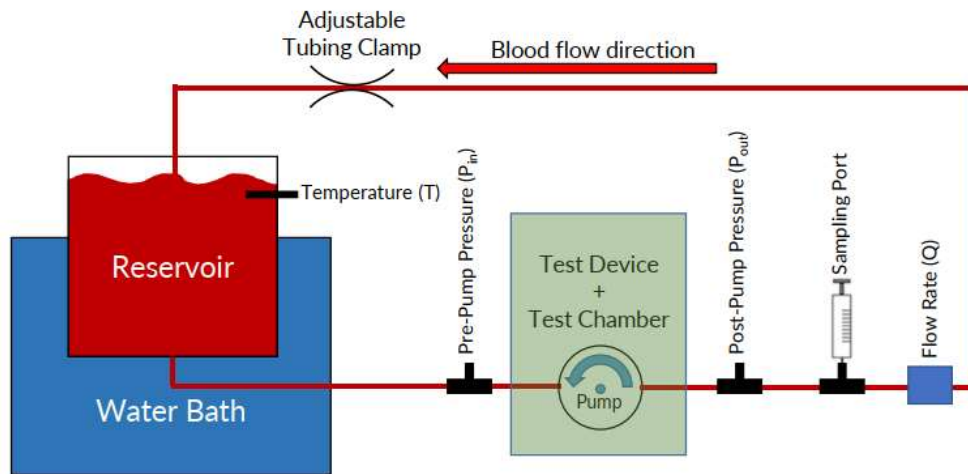 Adjustable
Tubing Clamp
Blood flow direction
Temperature (T)
Reservoir
Water Bath
Pre-Pump Pressure (Pin)
Test Device
+
Test Chamber
Pump
Post-Pump Pressure (Pout)
Sampling Port
Flow Rate (Q)